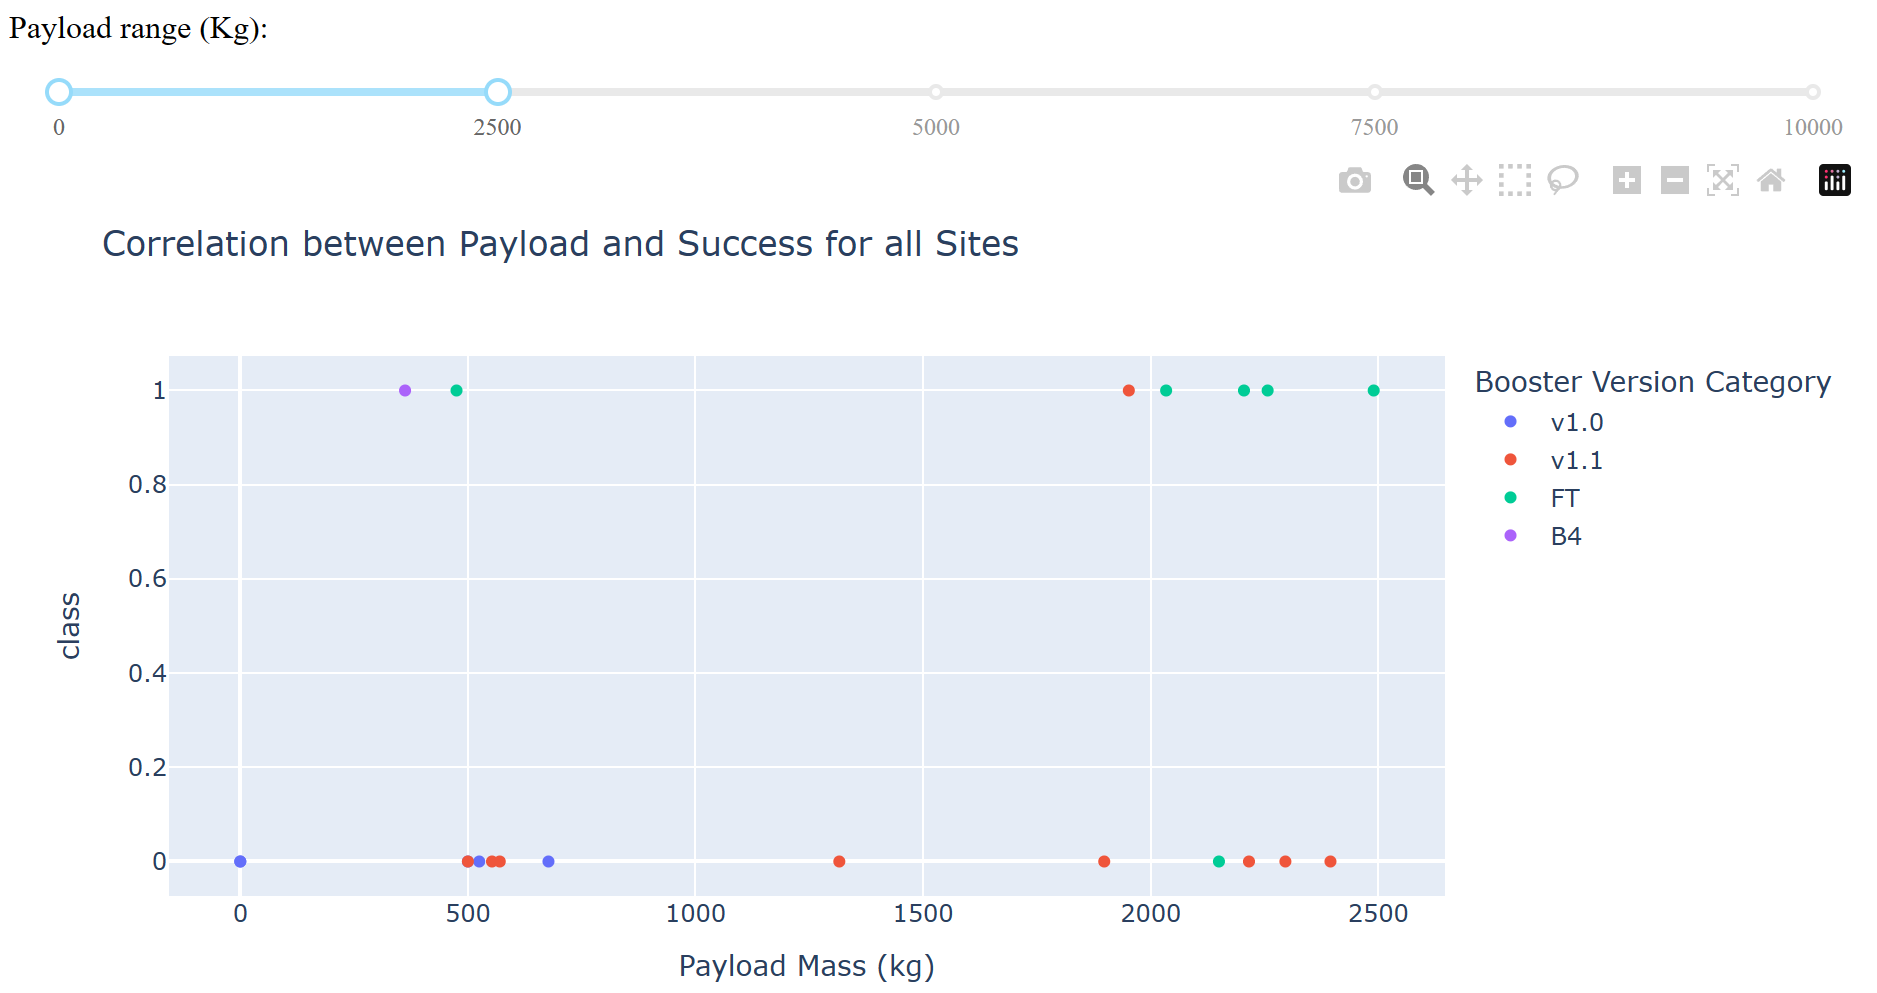 Payload range (Kg):
0 2500 5000 7500 10000
Correlation between Payload and Success for all Sites
Booster Version Category
v1.0
v1.1
FT
B4
1
0.8
0.6
0.4
0.2
0
class
0 500 1000 1500 2000 2500
Payload Mass (kg)